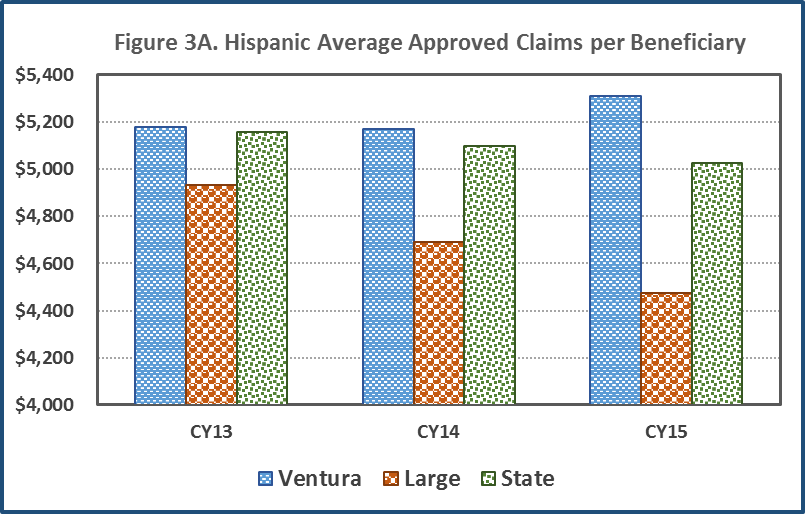 Figure 3A. Hispanic Average Approved Claims per Beneficiary
$5,400
$5,200
$5,000
$4,800
$4,600
$4,400
$4,200
$4,000
CY13 CY14 CY15
Ventura Large State